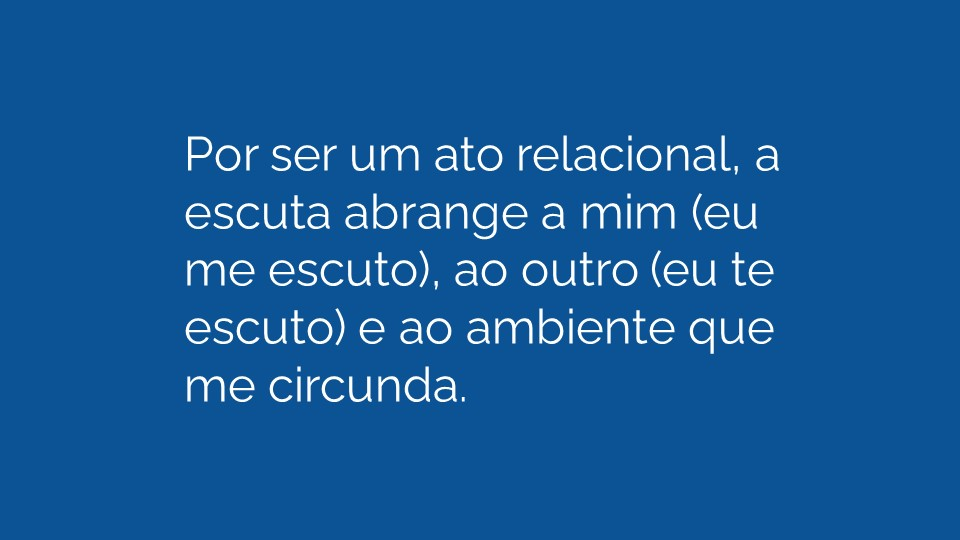 Por ser um ato relacional, a
escuta abrange a mim (eu
me escuto), ao outro (eu te
escuto) e ao ambiente que
me circunda.